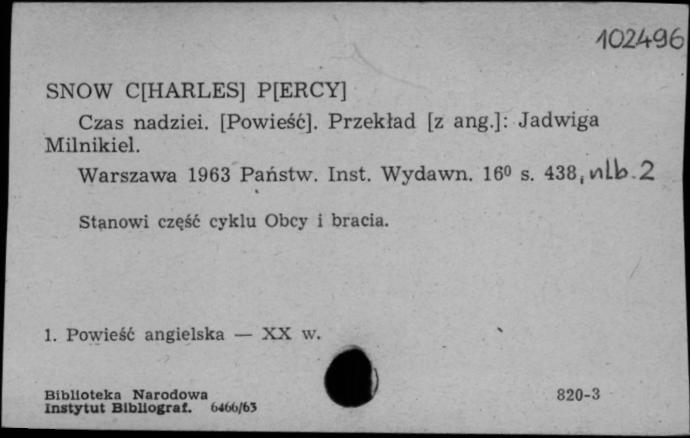 102496
SNOW C[HARLES] P[ERCY]
Czas nadziei. [Powieść]. Przekład [z ang.]: Jadwiga
Milnikiel.
Warszawa 1963 Państw. Inst. Wydawn. 16⁰ s. 438, nlb. 2
Stanowi część cyklu Obcy i bracia.
1. Powieść angielska — XX w.
Biblioteka Narodowa
Instytut Bibliograf. 6466/63
820-3